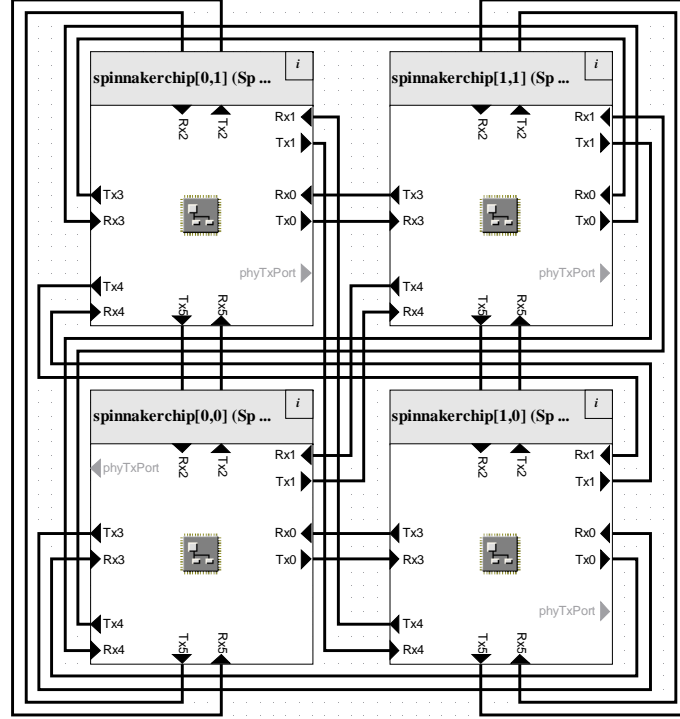 spinnakerchip[0,1] (Sp ...
i
Rx2
Tx2
Rx1
Tx1
Tx3
Rx3
Rx0
Tx0
phyTxPort
Tx4
Rx4
Tx5
Rx5
spinnakerchip[1,1] (Sp ...
i
Rx2
Tx2
Rx1
Tx1
Tx3
Rx3
Rx0
Tx0
phyTxPort
Tx4
Rx4
Tx5
Rx5
spinnakerchip[0,0] (Sp ...
i
phyTxPort
Rx2
Tx2
Rx1
Tx1
Tx3
Rx3
Rx0
Tx0
Tx4
Rx4
Tx5
Rx5
spinnakerchip[1,0] (Sp ...
i
Rx2
Tx2
Rx1
Tx1
Tx3
Rx3
Rx0
Tx0
phyTxPort
Tx4
Rx4
Tx5
Rx5